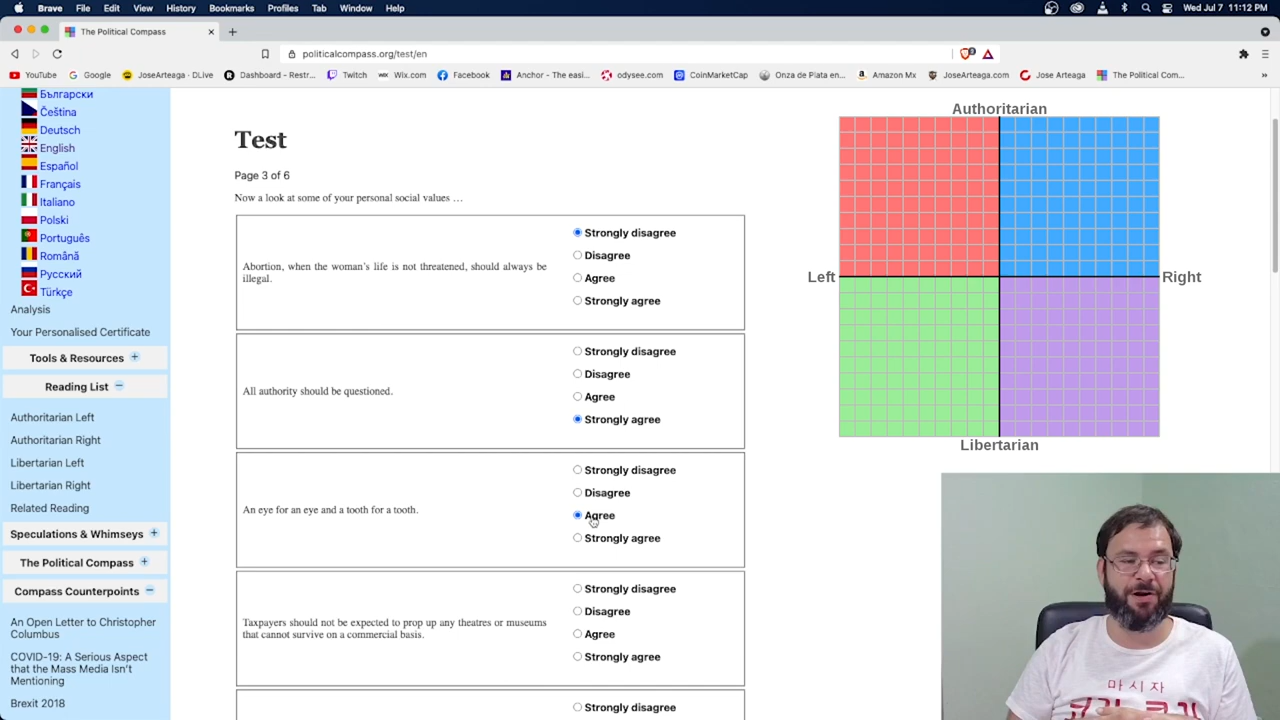 Brave File Edit View History Bookmarks Profiles Tab Window Help
Wed Jul 7 11:12 PM
The Political Compass
politicalcompass.org/test/en
YouTube Google JoseArteaga - DLive Dashboard - Restr... Twitch Wix.com Facebook Anchor - The easi... odysee.com CoinMarketCap Onza de Plata en... Amazon Mx JoseArteaga.com Jose Arteaga The Political Com...
Български
Čeština
Deutsch
English
Español
Français
Italiano
Polski
Português
Română
Русский
Türkçe
Analysis
Your Personalised Certificate
Tools & Resources +
Reading List −
Authoritarian Left
Authoritarian Right
Libertarian Left
Libertarian Right
Related Reading
Speculations & Whimseys +
The Political Compass +
Compass Counterpoints −
An Open Letter to Christopher
Columbus
COVID-19: A Serious Aspect
that the Mass Media Isn't
Mentioning
Brexit 2018
Test
Page 3 of 6
Now a look at some of your personal social values …
Abortion, when the woman's life is not threatened, should always be
illegal.
Strongly disagree
Disagree
Agree
Strongly agree
All authority should be questioned.
Strongly disagree
Disagree
Agree
Strongly agree
An eye for an eye and a tooth for a tooth.
Strongly disagree
Disagree
Agree
Strongly agree
Taxpayers should not be expected to prop up any theatres or museums
that cannot survive on a commercial basis.
Strongly disagree
Disagree
Agree
Strongly agree
Strongly disagree
Authoritarian
Left
Right
Libertarian
마시자